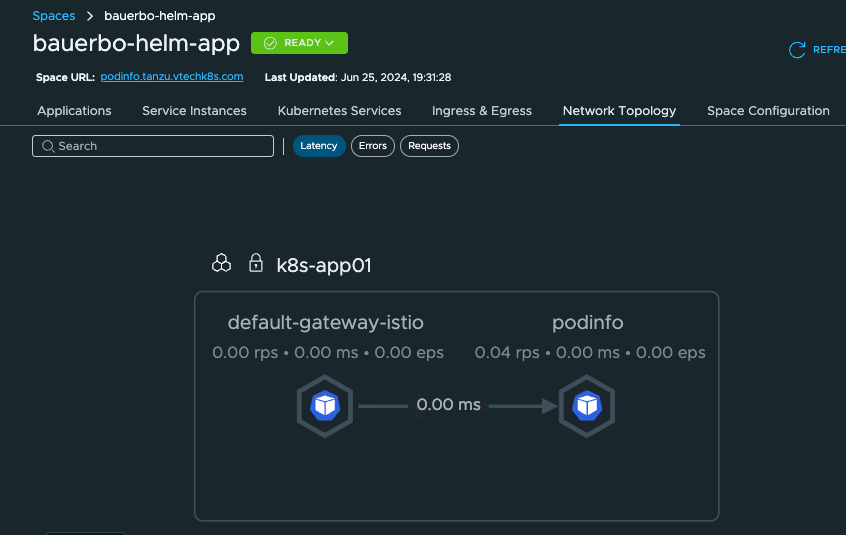 Spaces > bauerbo-helm-app
bauerbo-helm-app READY
REFRE
Space URL: podinfo.tanzu.vtechk8s.com Last Updated: Jun 25, 2024, 19:31:28
Applications Service Instances Kubernetes Services Ingress & Egress Network Topology Space Configuration
Search | Latency Errors Requests
k8s-app01
default-gateway-istio podinfo
0.00 rps • 0.00 ms • 0.00 eps 0.04 rps • 0.00 ms • 0.00 eps
0.00 ms